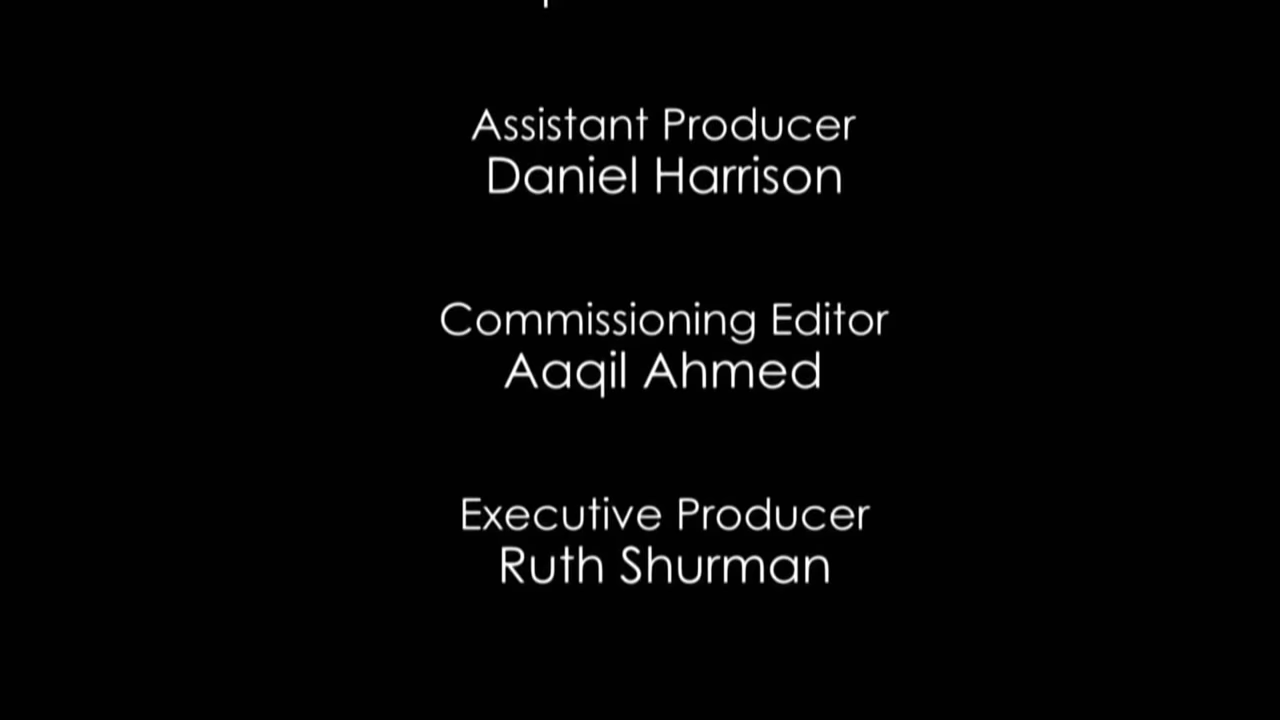 Assistant Producer
Daniel Harrison
Commissioning Editor
Aaqil Ahmed
Executive Producer
Ruth Shurman